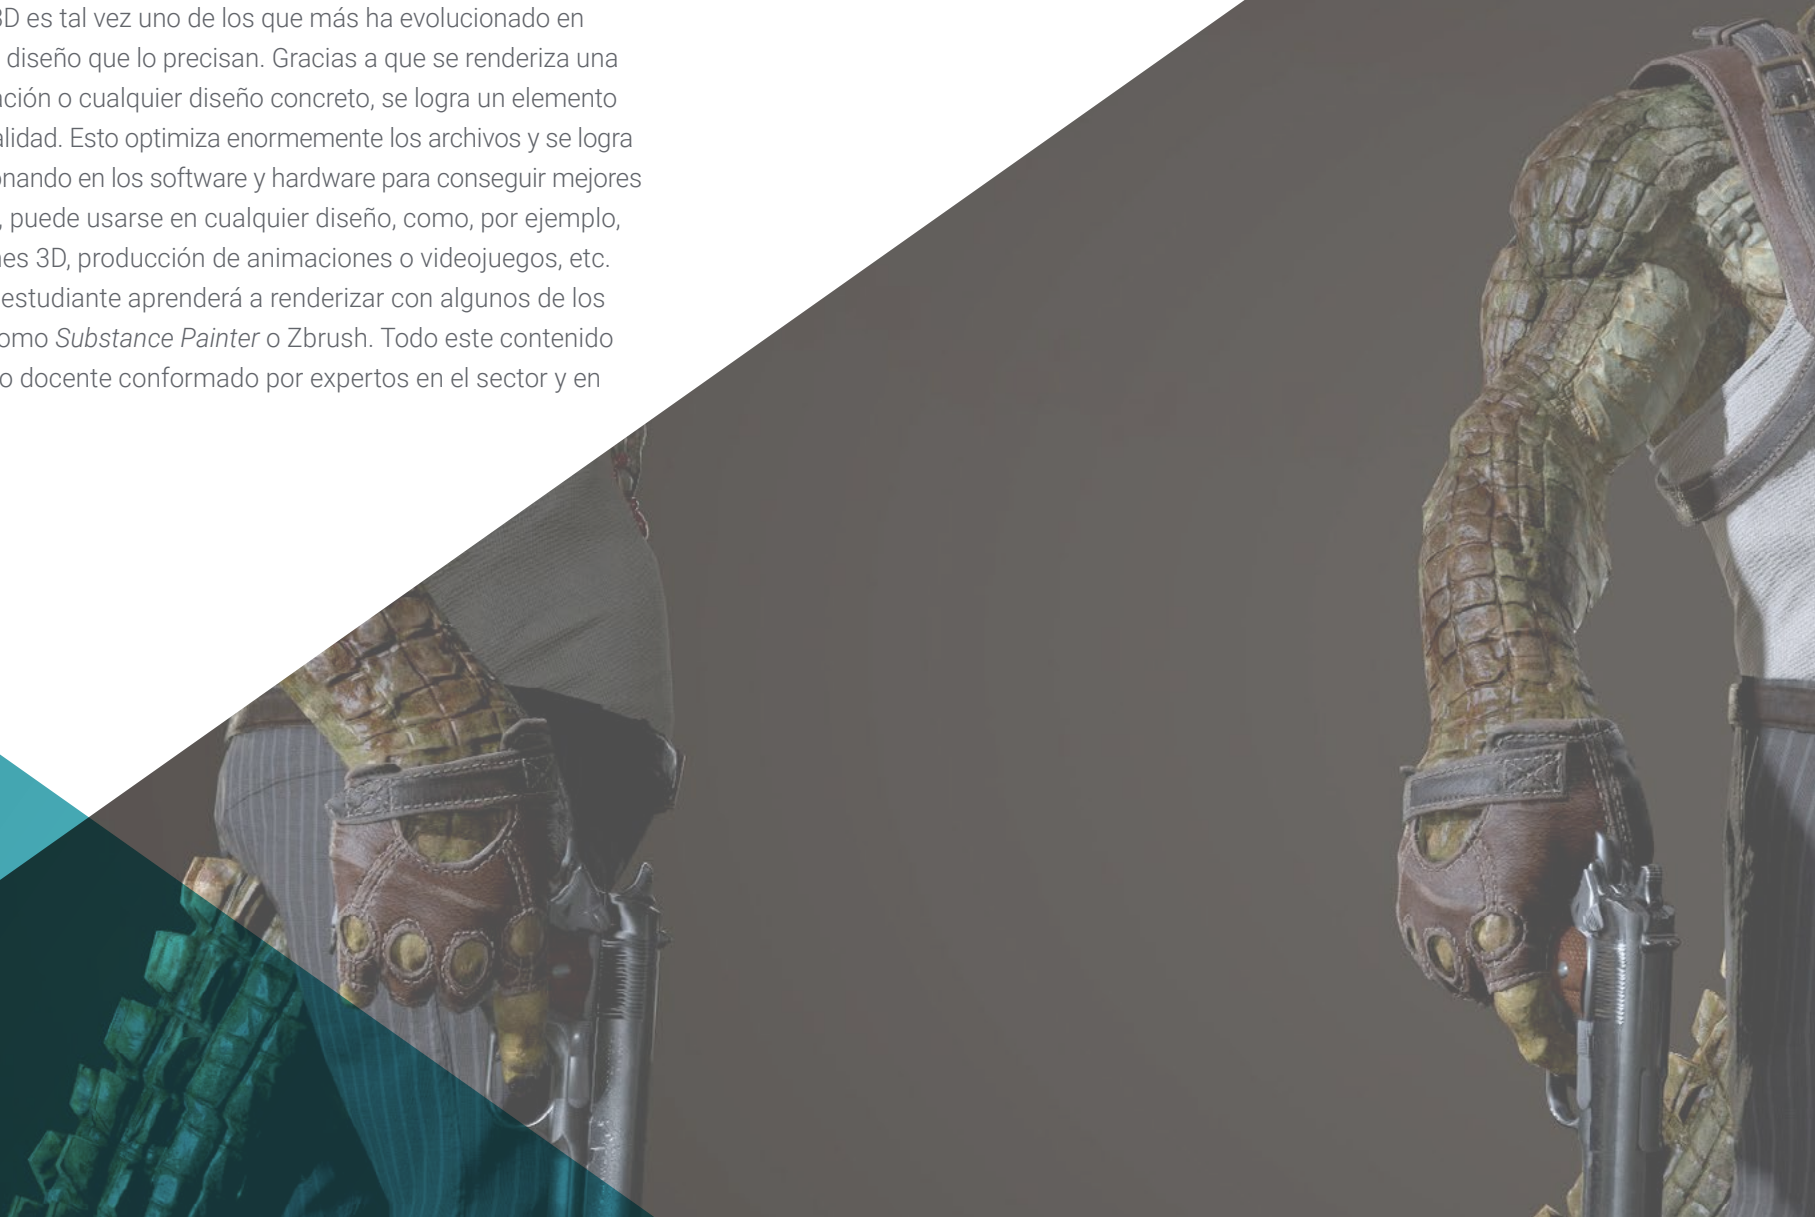 3D es tal vez uno de los que más ha evolucionado en
diseño que lo precisan. Gracias a que se renderiza una
ación o cualquier diseño concreto, se logra un elemento
alidad. Esto optimiza enormemente los archivos y se logra
onando en los software y hardware para conseguir mejores
, puede usarse en cualquier diseño, como, por ejemplo,
nes 3D, producción de animaciones o videojuegos, etc.
estudiante aprenderá a renderizar con algunos de los
omo Substance Painter o Zbrush. Todo este contenido
o docente conformado por expertos en el sector y en